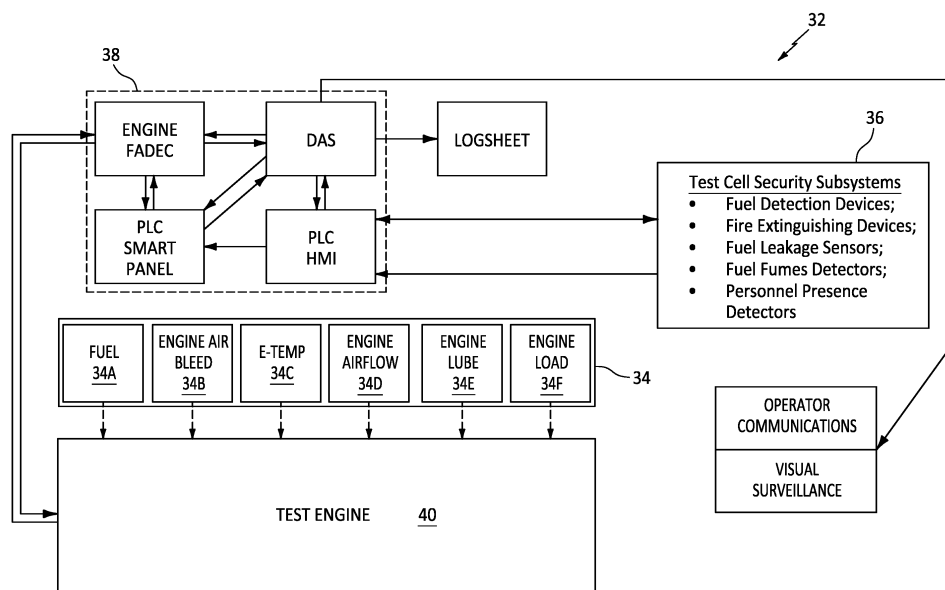 32
38
ENGINE
FADEC
DAS
LOGSHEET
36
PLC
SMART
PANEL
PLC
HMI
Test Cell Security Subsystems
• Fuel Detection Devices;
• Fire Extinguishing Devices;
• Fuel Leakage Sensors;
• Fuel Fumes Detectors;
• Personnel Presence
Detectors
FUEL
34A
ENGINE AIR
BLEED
34B
E-TEMP
34C
ENGINE
AIRFLOW
34D
ENGINE
LUBE
34E
ENGINE
LOAD
34F
34
OPERATOR
COMMUNICATIONS
VISUAL
SURVEILLANCE
TEST ENGINE 40